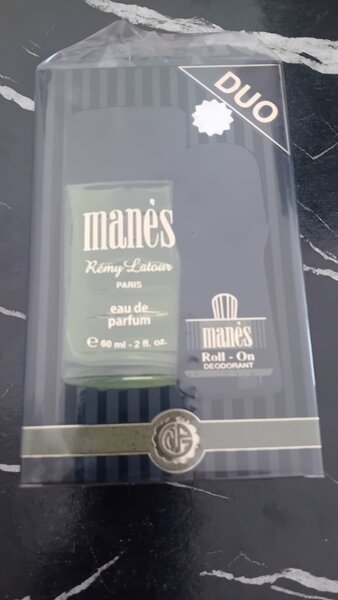 DUO
manès
Rémy Latour
PARIS
eau de
parfum
e 60 ml - 2 fl. oz.
manès
Roll - On
DEODORANT